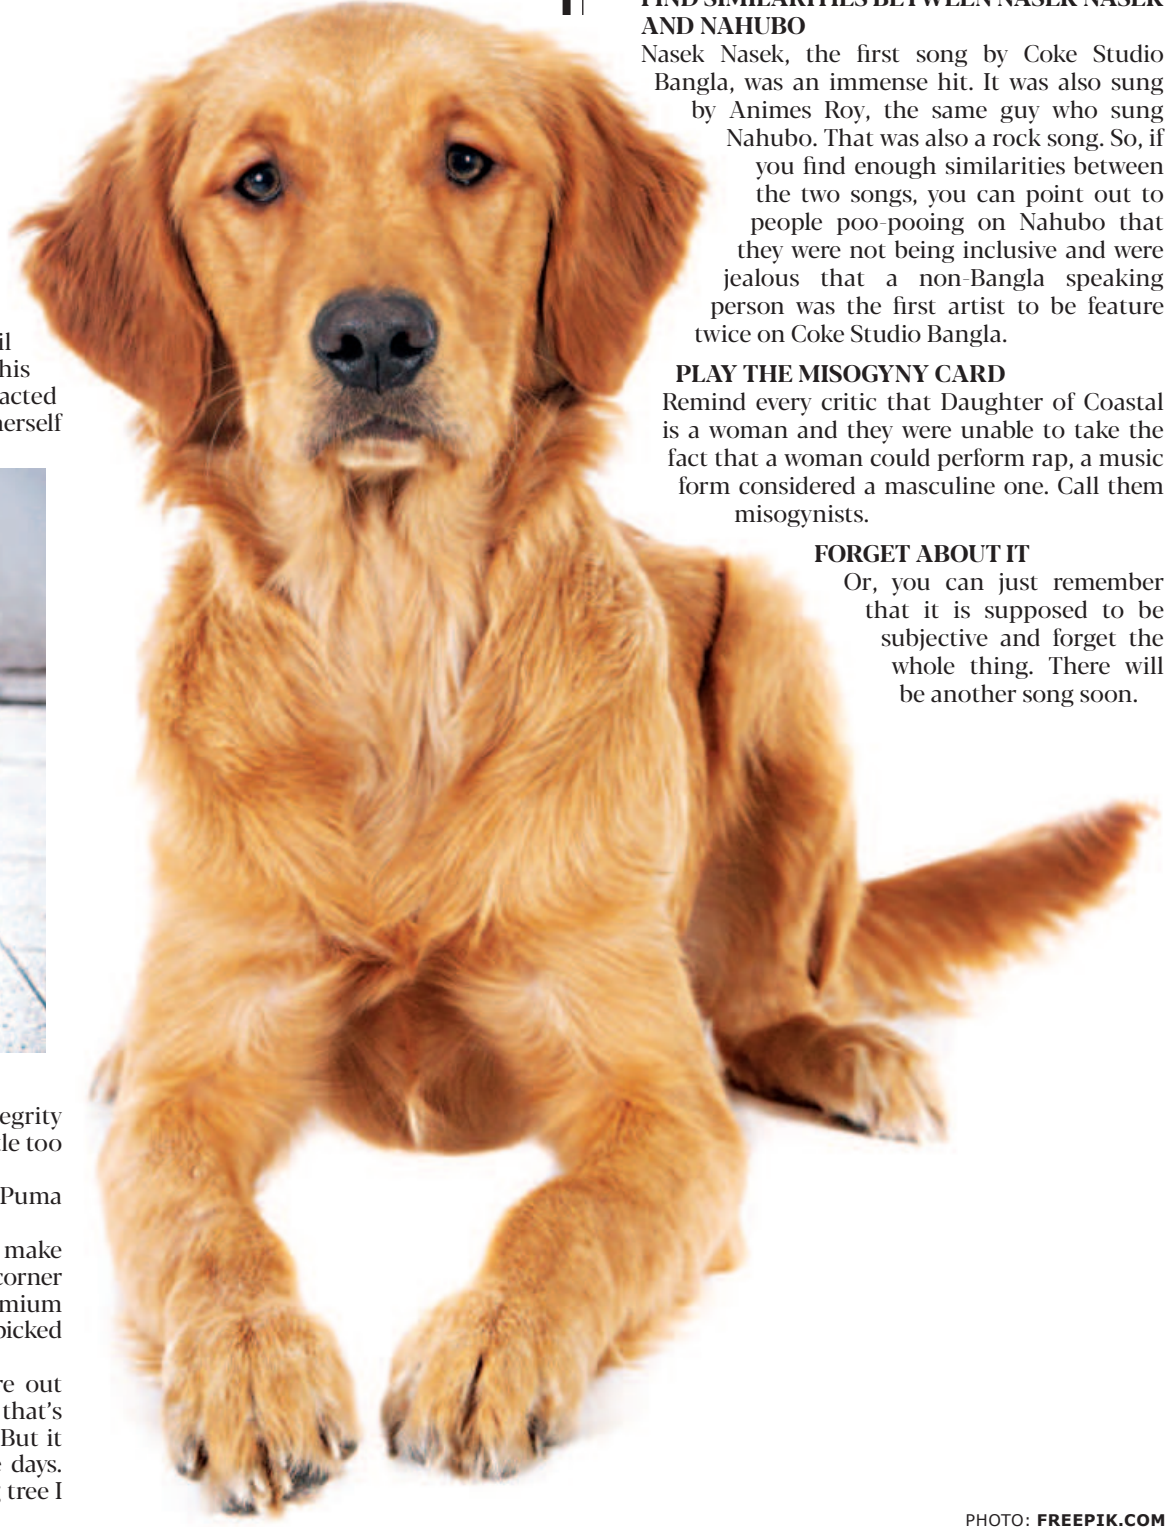 FIND SIMILARITIES BETWEEN NASEK NASEK
AND NAHUBO
Nasek Nasek, the first song by Coke Studio
Bangla, was an immense hit. It was also sung
by Animes Roy, the same guy who sung
Nahubo. That was also a rock song. So, if
you find enough similarities between
the two songs, you can point out to
people poo-pooing on Nahubo that
they were not being inclusive and were
jealous that a non-Bangla speaking
person was the first artist to be feature
twice on Coke Studio Bangla.
PLAY THE MISOGYNY CARD
Remind every critic that Daughter of Coastal
is a woman and they were unable to take the
fact that a woman could perform rap, a music
form considered a masculine one. Call them
misogynists.
FORGET ABOUT IT
Or, you can just remember
that it is supposed to be
subjective and forget the
whole thing. There will
be another song soon.
il
his
acted
herself
egrity
le too
Puma
make
corner
mium
picked
re out
that's
But it
days.
tree I
PHOTO: FREEPIK.COM